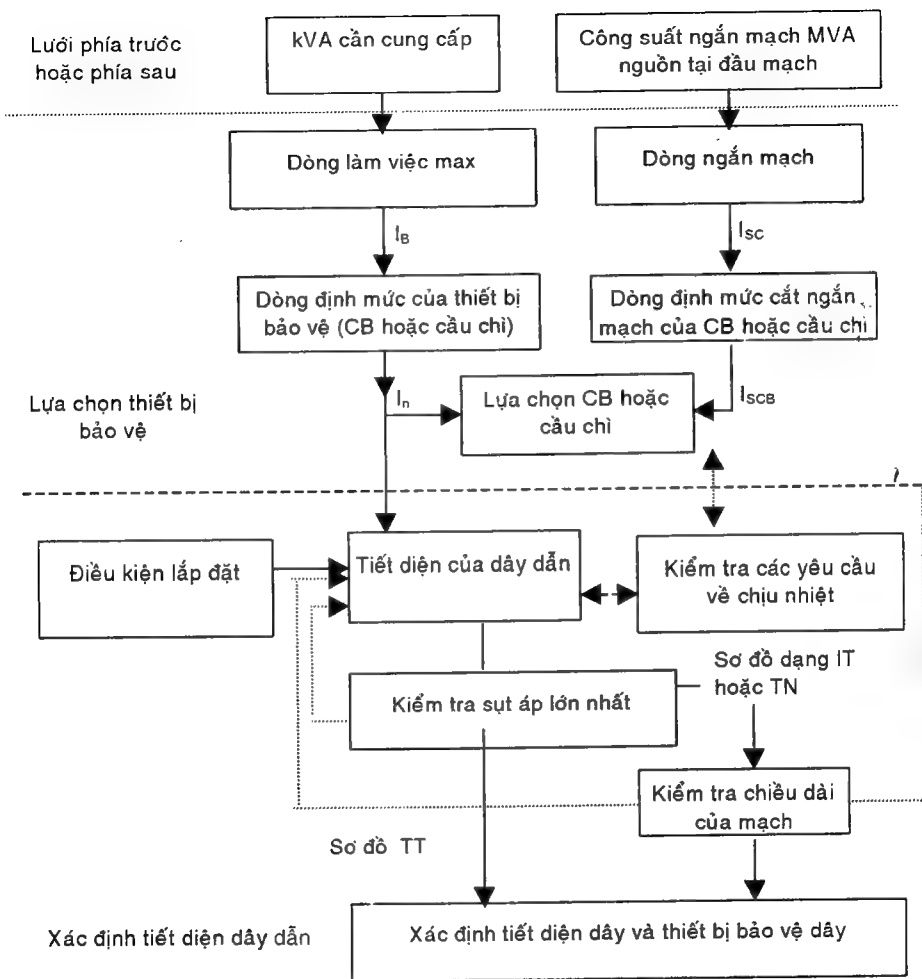 Lưới phía trước
hoặc phía sau
kVA cần cung cấp
Công suất ngắn mạch MVA
nguồn tại đầu mạch
Dòng làm việc max
Dòng ngắn mạch
I_B
I_SC
Dòng định mức của thiết bị
bảo vệ (CB hoặc cầu chì)
Dòng định mức cắt ngắn
mạch của CB hoặc cầu chì
Lựa chọn thiết bị
bảo vệ
I_n
Lựa chọn CB hoặc
cầu chì
I_SCB
Điều kiện lắp đặt
Tiết diện của dây dẫn
Kiểm tra các yêu cầu
về chịu nhiệt
Sơ đồ dạng IT
hoặc TN
Kiểm tra sụt áp lớn nhất
Kiểm tra chiều dài
của mạch
Sơ đồ TT
Xác định tiết diện dây dẫn
Xác định tiết diện dây và thiết bị bảo vệ dây